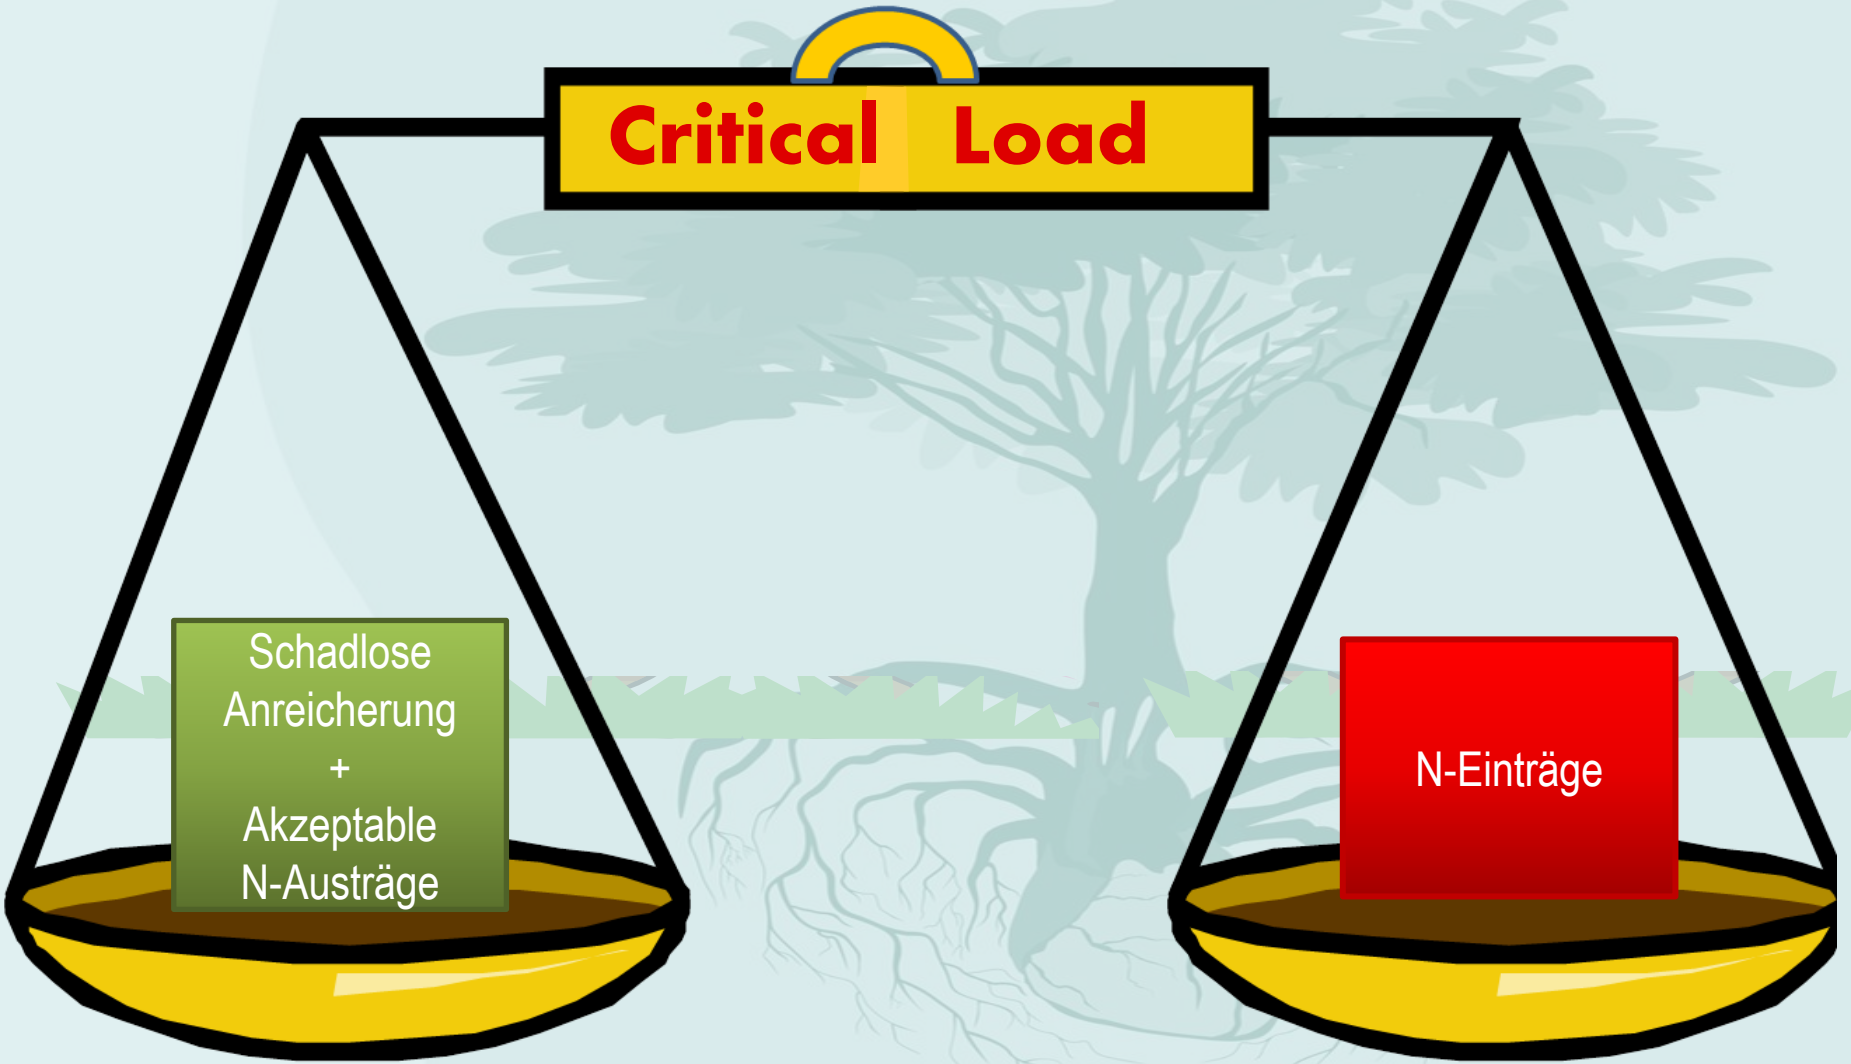 Critical Load
Schadlose
Anreicherung
+
Akzeptable
N-Austräge
N-Einträge